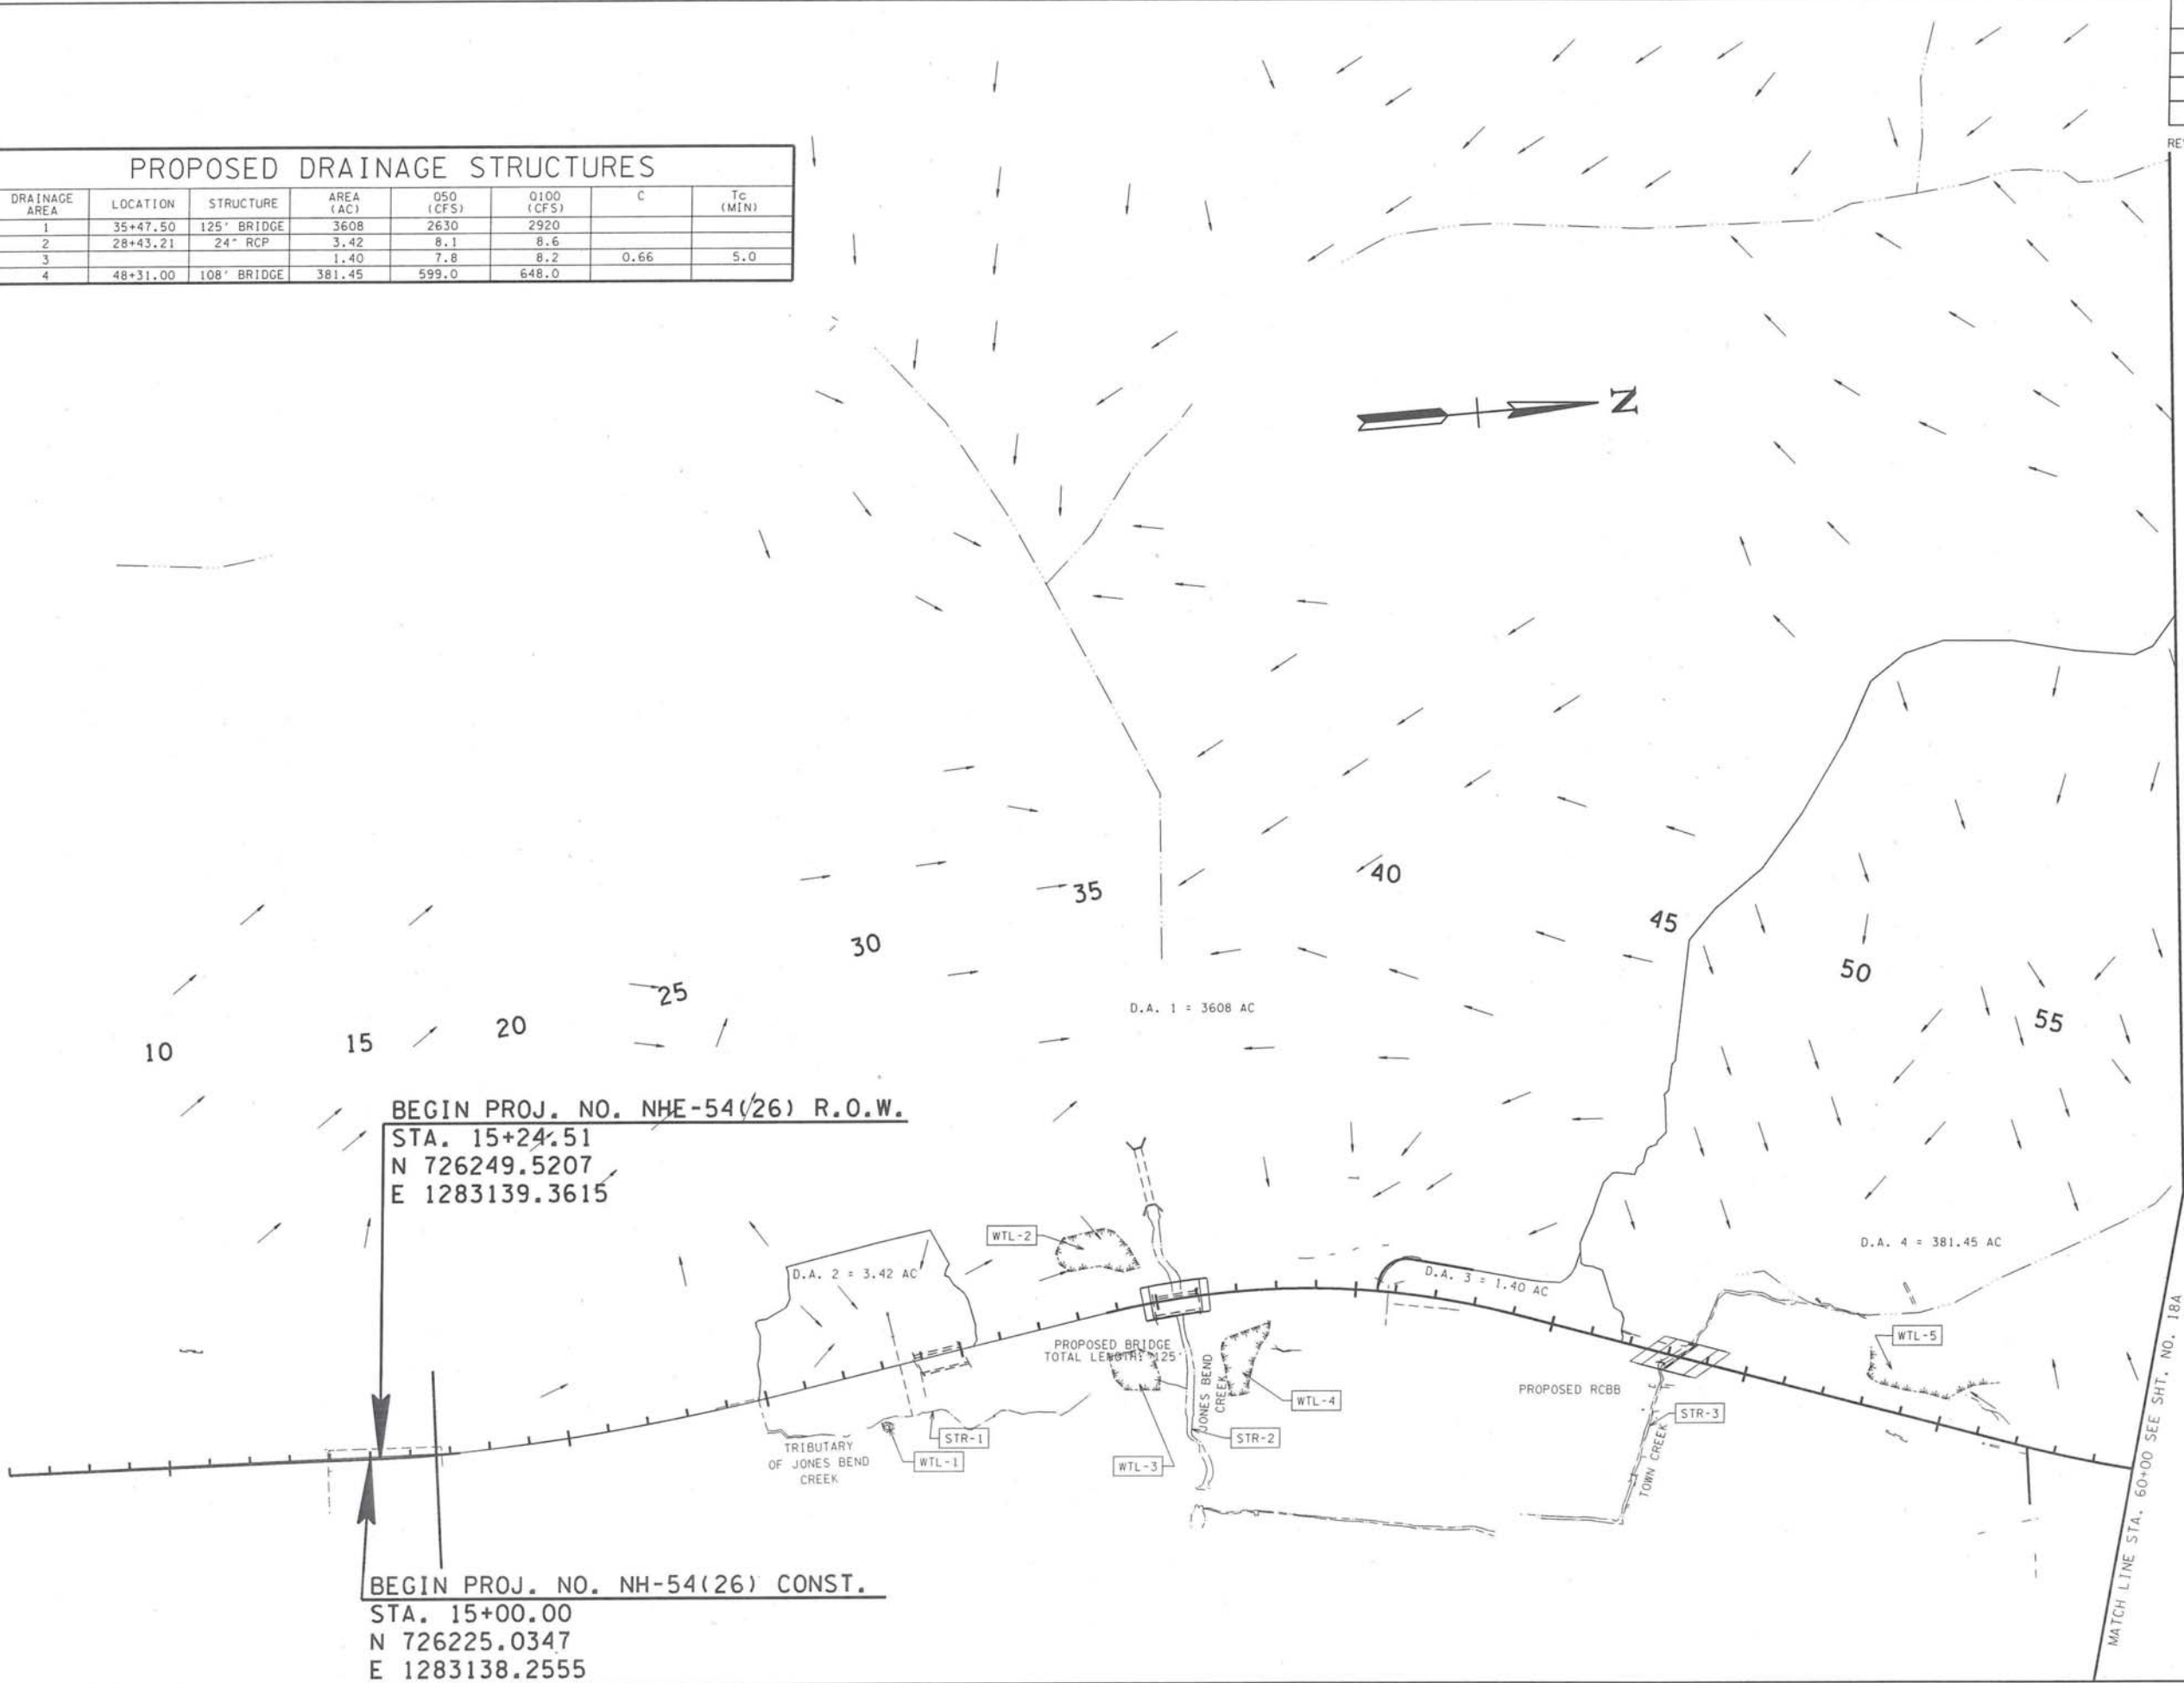 PROPOSED DRAINAGE STRUCTURES
DRAINAGE AREA LOCATION STRUCTURE AREA (AC) Q50 (CFS) Q100 (CFS) C Tc (MIN)
1 35+47.50 125' BRIDGE 3608 2630 2920
2 28+43.21 24" RCP 3.42 8.1 8.6
3 1.40 7.8 8.2 0.66 5.0
4 48+31.00 108' BRIDGE 381.45 599.0 648.0
N
10
15
20
25
30
35
40
45
50
55
D.A. 1 = 3608 AC
BEGIN PROJ. NO. NHE-54(26) R.O.W.
STA. 15+24.51
N 726249.5207
E 1283139.3615
WTL-2
D.A. 2 = 3.42 AC
D.A. 3 = 1.40 AC
D.A. 4 = 381.45 AC
PROPOSED BRIDGE
TOTAL LENGTH: 125'
WTL-5
JONES BEND
CREEK
WTL-4
PROPOSED RCBB
STR-3
TOWN CREEK
TRIBUTARY
OF JONES BEND
CREEK
STR-1
WTL-1
STR-2
WTL-3
BEGIN PROJ. NO. NH-54(26) CONST.
STA. 15+00.00
N 726225.0347
E 1283138.2555
MATCH LINE STA. 60+00 SEE SHT. NO. 18A